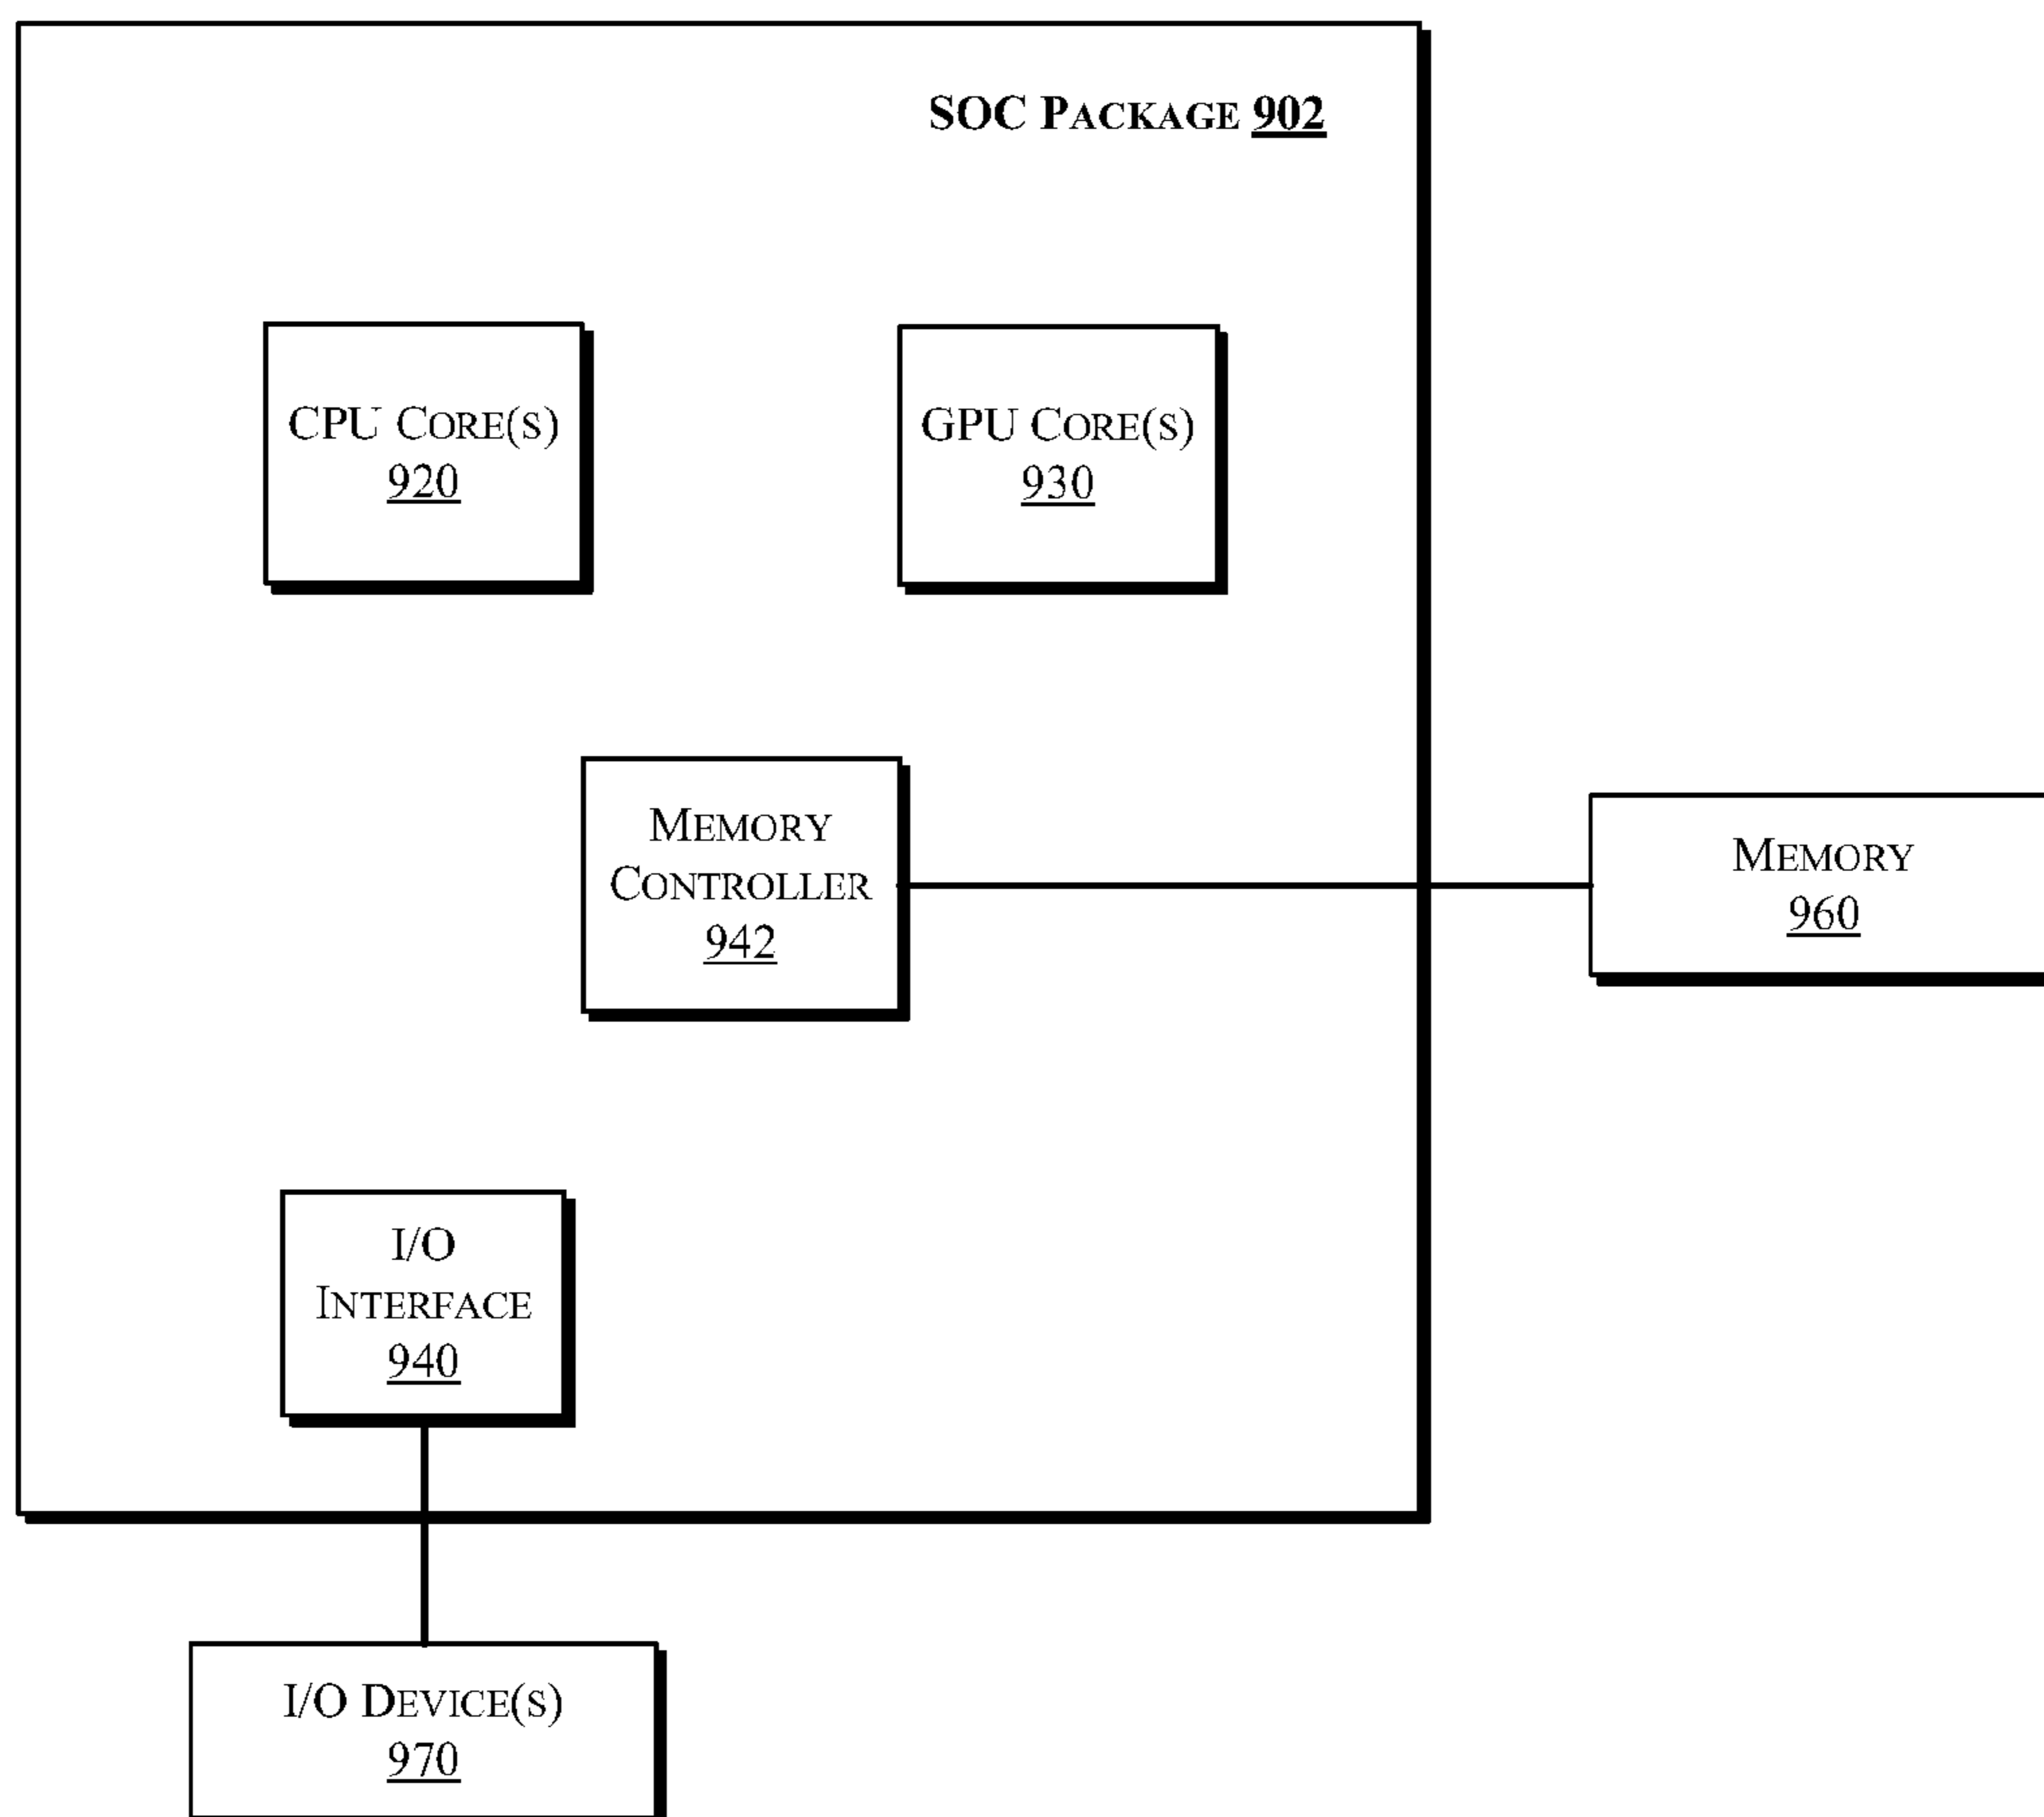 SOC PACKAGE 902
CPU CORE(S)
920
GPU CORE(S)
930
MEMORY
CONTROLLER
942
MEMORY
960
I/O
INTERFACE
940
I/O DEVICE(S)
970